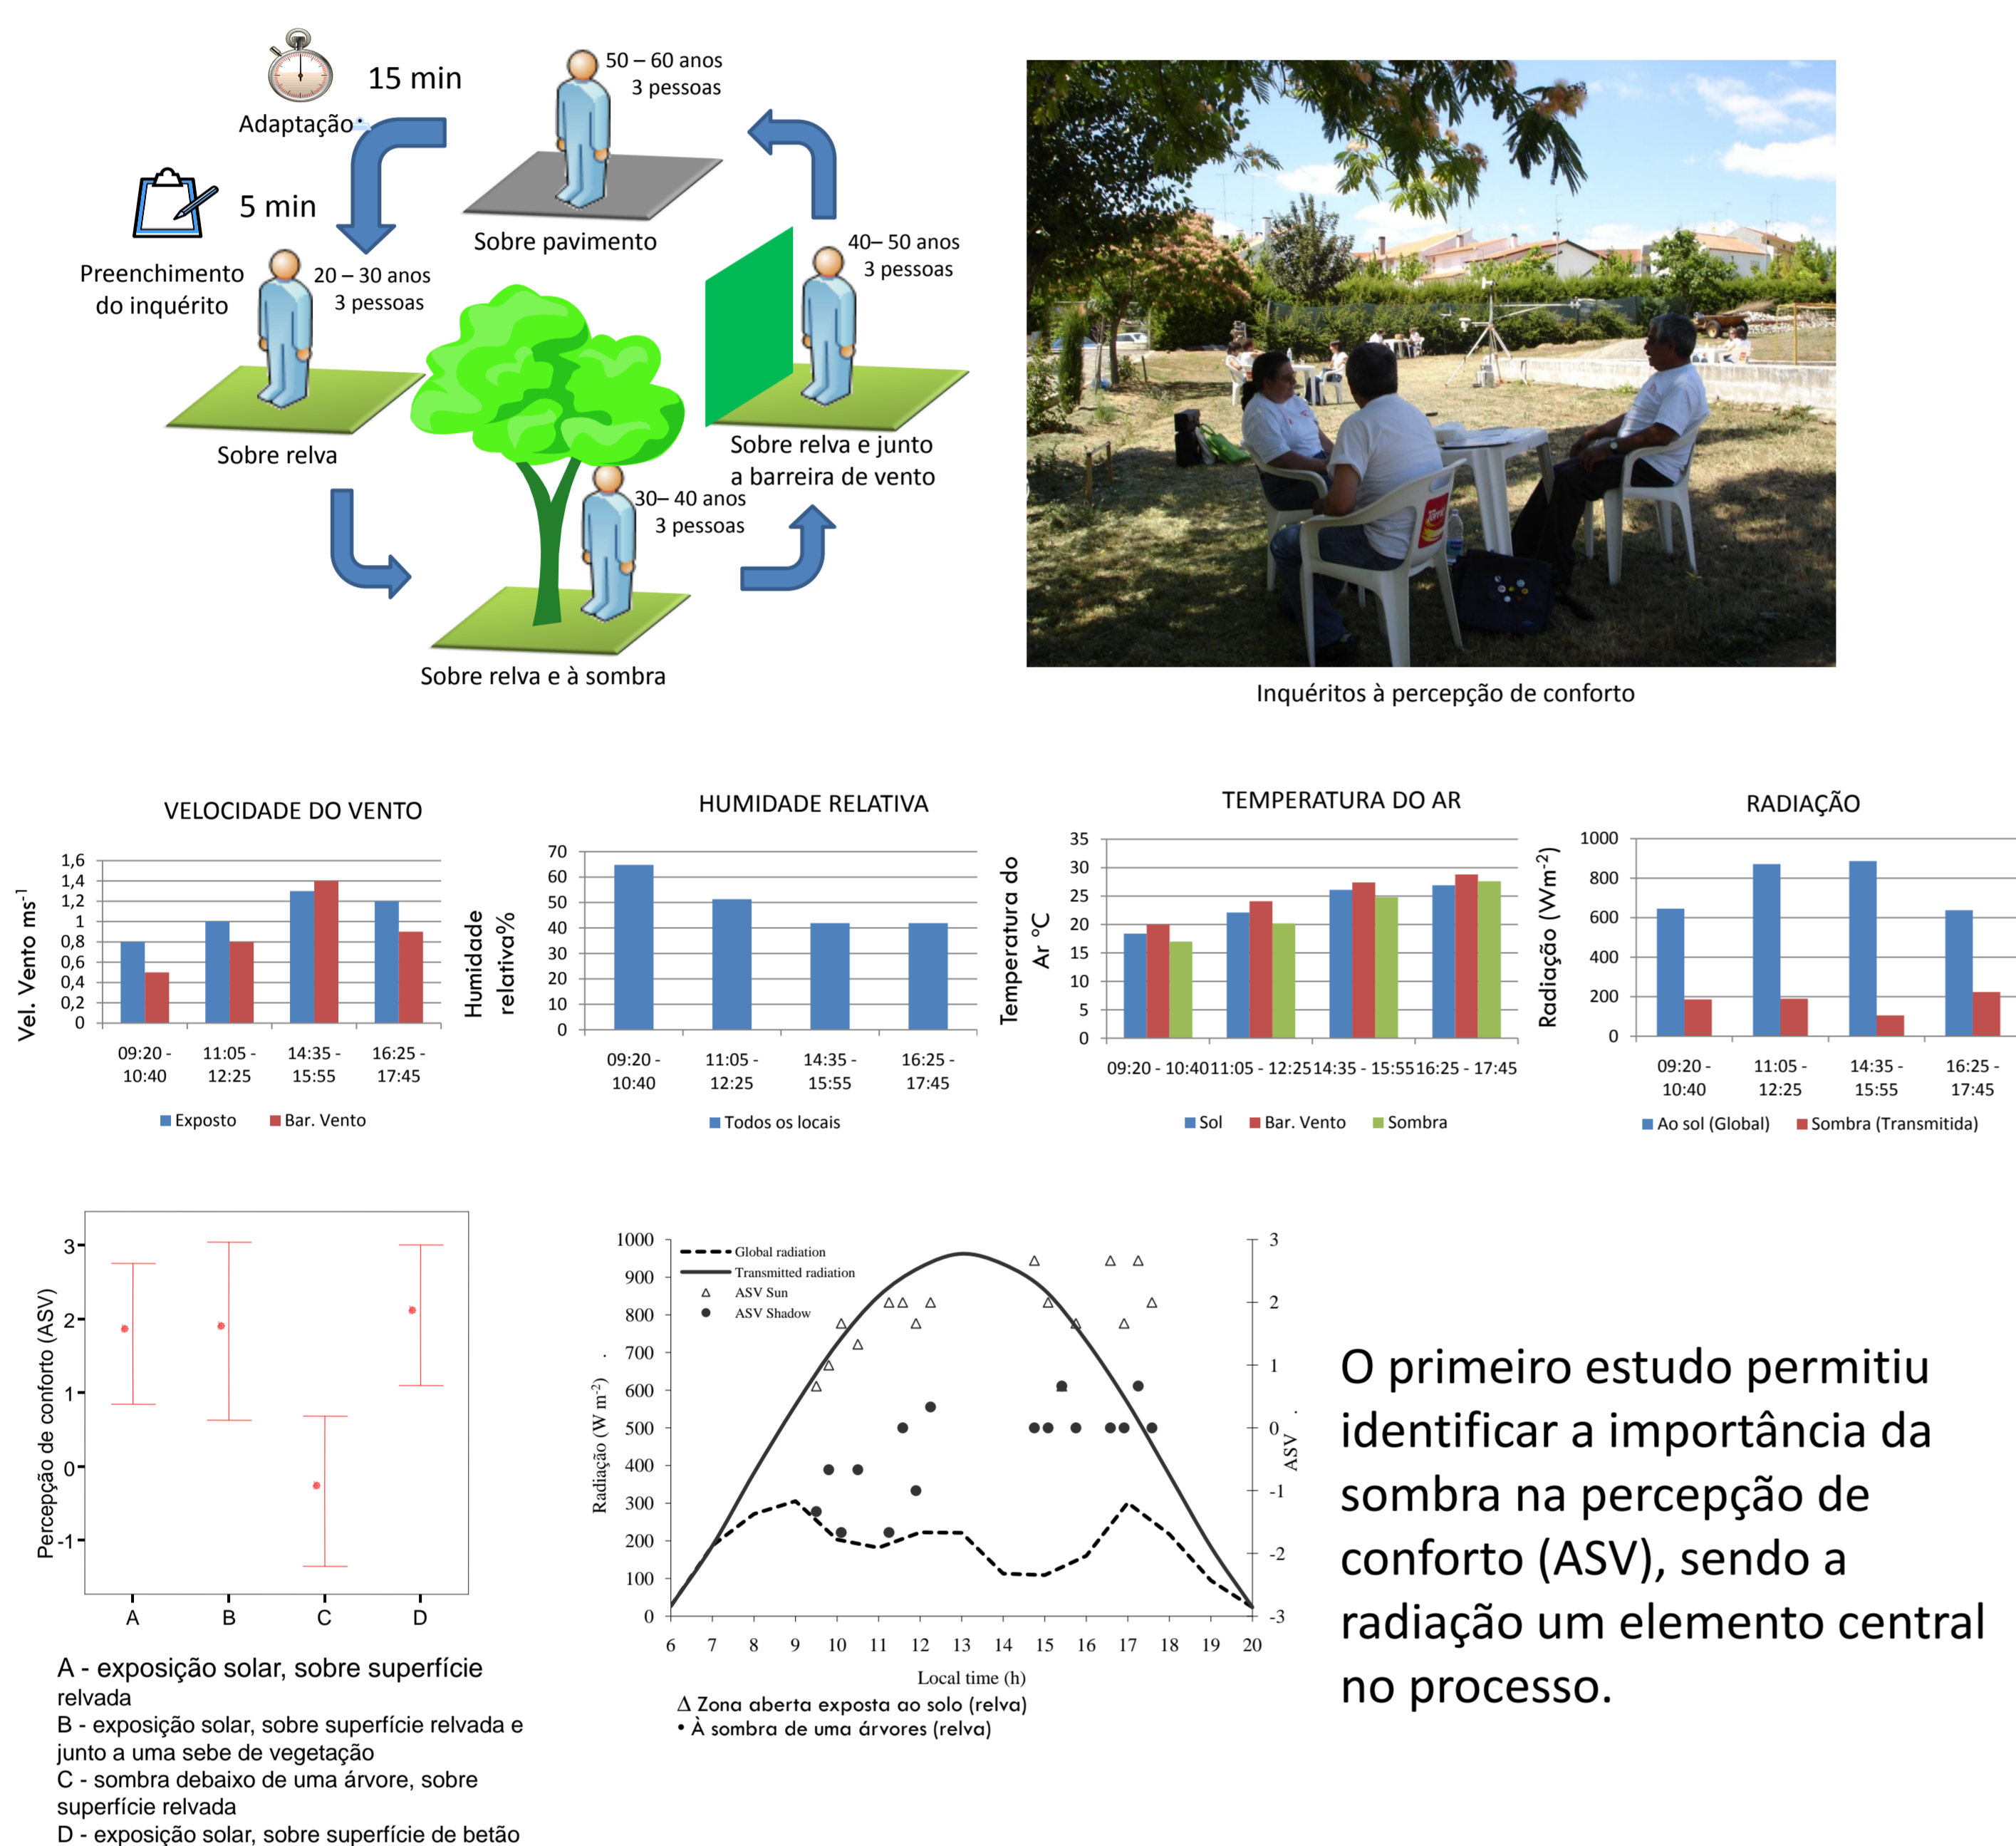 15 min
Adaptação
5 min
Preenchimento
do inquérito
50 – 60 anos
3 pessoas
Sobre pavimento
20 – 30 anos
3 pessoas
Sobre relva
40– 50 anos
3 pessoas
Sobre relva e junto
a barreira de vento
30– 40 anos
3 pessoas
Sobre relva e à sombra
Inquéritos à percepção de conforto
VELOCIDADE DO VENTO
Vel. Vento ms-1
1,6
1,4
1,2
1
0,8
0,6
0,4
0,2
0
09:20 -
10:40
11:05 -
12:25
14:35 -
15:55
16:25 -
17:45
Exposto
Bar. Vento
HUMIDADE RELATIVA
Humidade
relativa%
70
60
50
40
30
20
10
0
09:20 -
10:40
11:05 -
12:25
14:35 -
15:55
16:25 -
17:45
Todos os locais
TEMPERATURA DO AR
Temperatura do
Ar °C
35
30
25
20
15
10
5
0
09:20 - 10:40
11:05 - 12:25
14:35 - 15:55
16:25 - 17:45
Sol
Bar. Vento
Sombra
RADIAÇÃO
Radiação (Wm-2)
1000
800
600
400
200
0
09:20 -
10:40
11:05 -
12:25
14:35 -
15:55
16:25 -
17:45
Ao sol (Global)
Sombra (Transmitida)
Percepção de conforto (ASV)
3
2
1
0
-1
A
B
C
D
A - exposição solar, sobre superfície
relvada
B - exposição solar, sobre superfície relvada e
junto a uma sebe de vegetação
C - sombra debaixo de uma árvore, sobre
superfície relvada
D - exposição solar, sobre superfície de betão
Radiação (W m-2)
1000
900
800
700
600
500
400
300
200
100
0
Global radiation
Transmitted radiation
ASV Sun
ASV Shadow
3
2
1
0
-1
-2
-3
ASV
6 7 8 9 10 11 12 13 14 15 16 17 18 19 20
Local time (h)
Δ Zona aberta exposta ao solo (relva)
• À sombra de uma árvores (relva)
O primeiro estudo permitiu
identificar a importância da
sombra na percepção de
conforto (ASV), sendo a
radiação um elemento central
no processo.